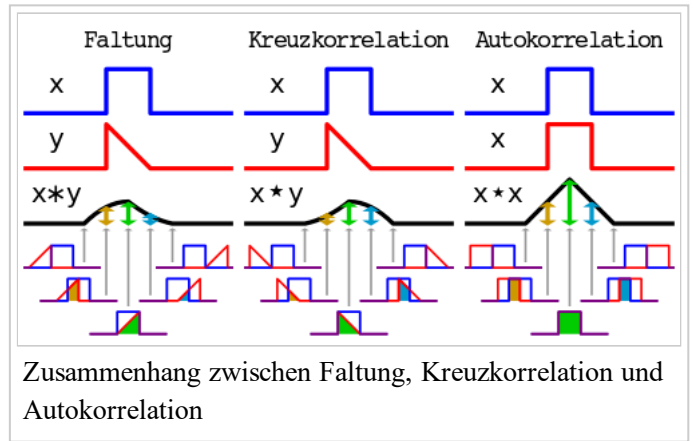 Faltung Kreuzkorrelation Autokorrelation
x x x
y y x
x*y x⋆y x⋆x
Zusammenhang zwischen Faltung, Kreuzkorrelation und
Autokorrelation